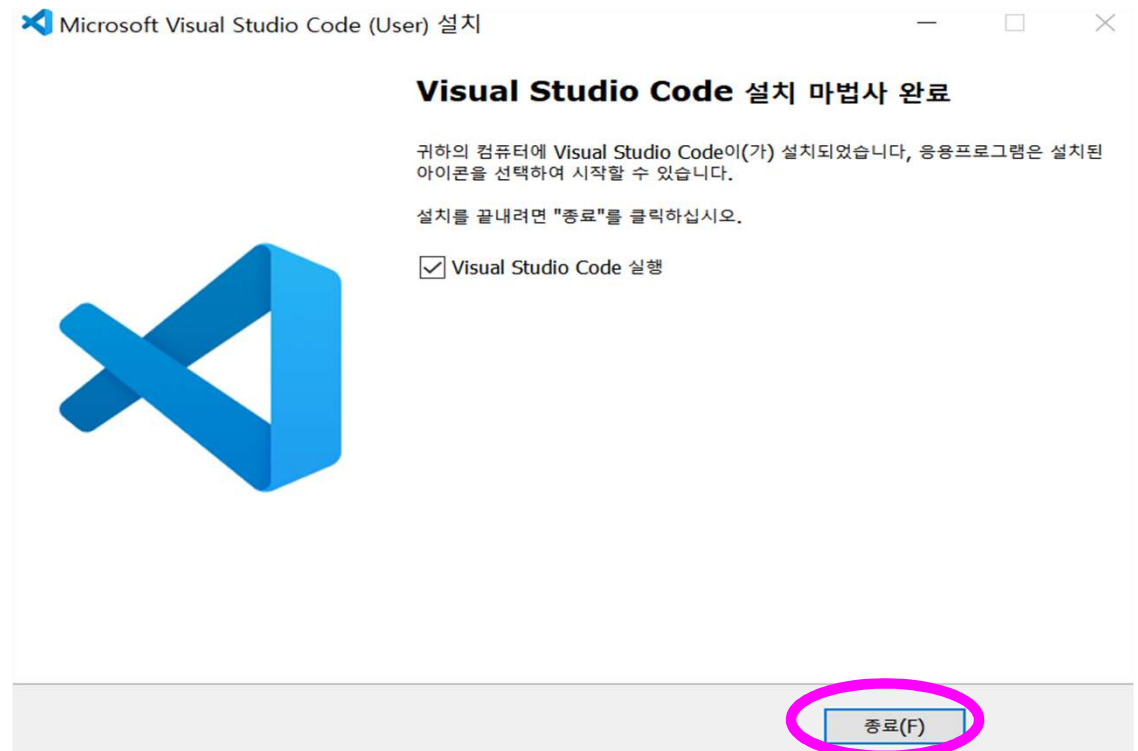 Microsoft Visual Studio Code (User) 설치
Visual Studio Code 설치 마법사 완료
귀하의 컴퓨터에 Visual Studio Code이(가) 설치되었습니다, 응용프로그램은 설치된
아이콘을 선택하여 시작할 수 있습니다.
설치를 끝내려면 "종료"를 클릭하십시오.
Visual Studio Code 실행
종료(F)